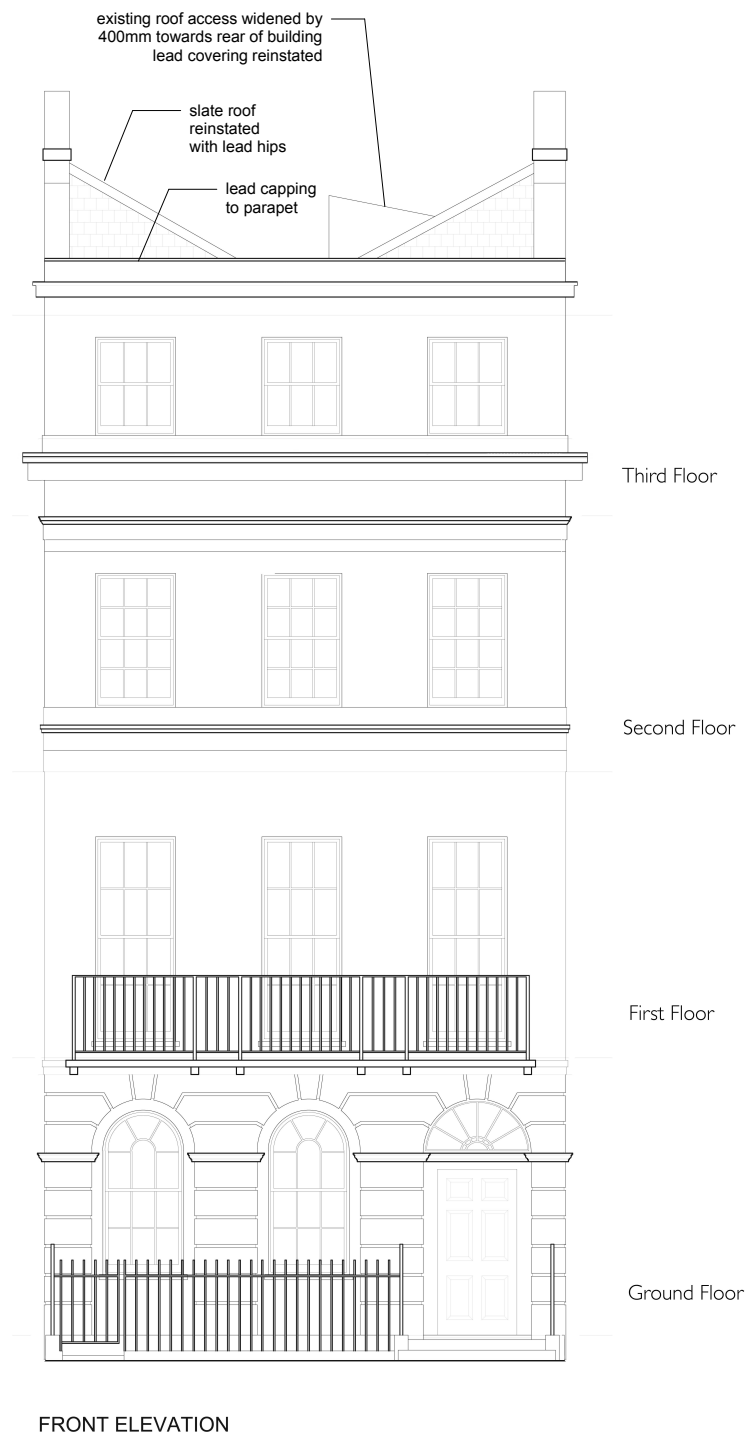 existing roof access widened by
400mm towards rear of building
lead covering reinstated
slate roof
reinstated
with lead hips
lead capping
to parapet
Third Floor
Second Floor
First Floor
Ground Floor
FRONT ELEVATION